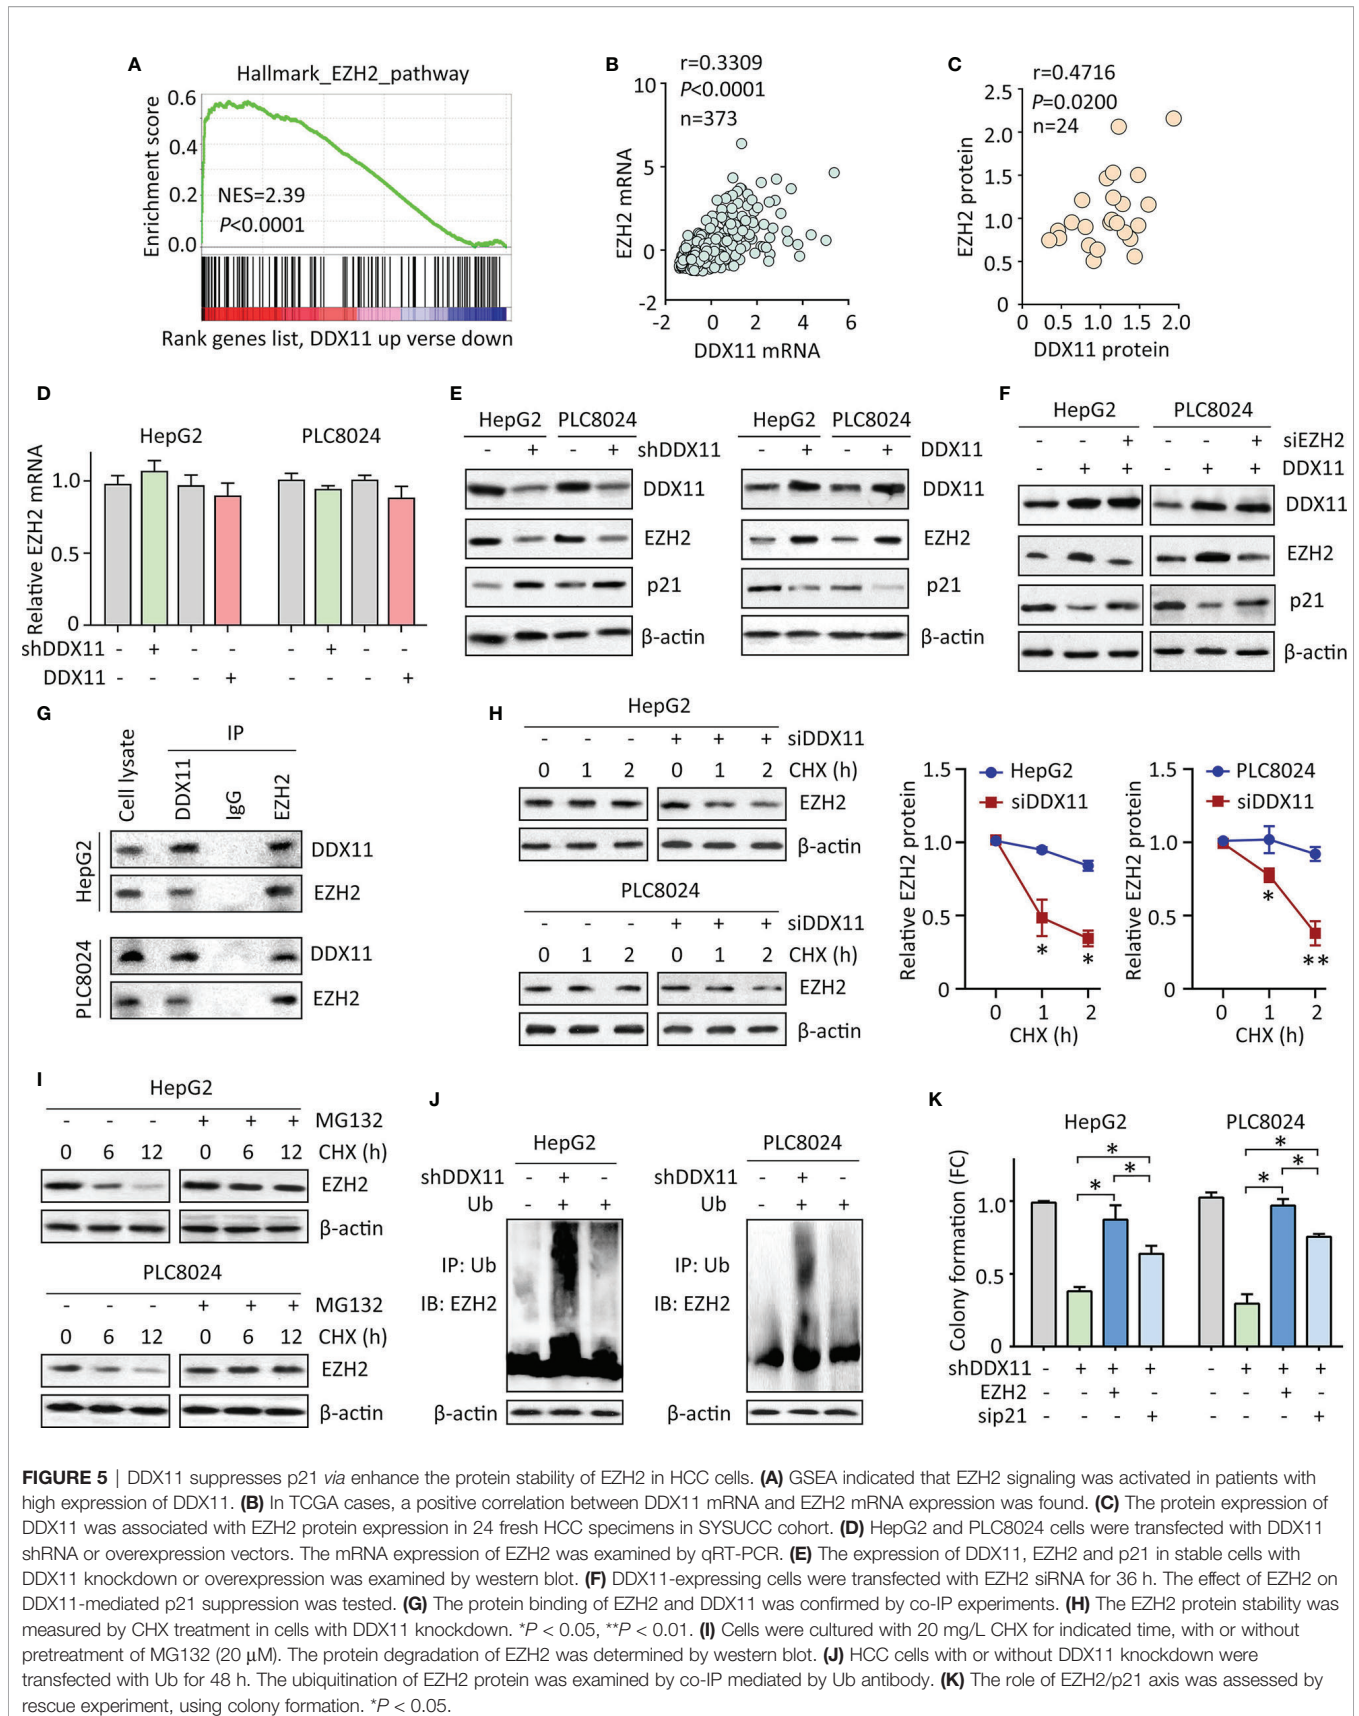 A
Hallmark_EZH2_pathway
Enrichment score
0.6
0.4
0.2
0.0
NES=2.39
P<0.0001
Rank genes list, DDX11 up verse down
B
r=0.3309
P<0.0001
n=373
EZH2 mRNA
10
5
0
-2
-2 0 2 4 6
DDX11 mRNA
C
r=0.4716
P=0.0200
n=24
EZH2 protein
2.5
2.0
1.5
1.0
0.5
0
0 0.5 1.0 1.5 2.0
DDX11 protein
D
HepG2 PLC8024
Relative EZH2 mRNA
1.0
0.5
0
shDDX11 - + - - - + - -
DDX11 - - - + - - - +
E
HepG2 PLC8024
- + - + shDDX11
DDX11
EZH2
p21
β-actin
HepG2 PLC8024
- + - + DDX11
DDX11
EZH2
p21
β-actin
F
HepG2 PLC8024
- - + - - + siEZH2
- + + - + + DDX11
DDX11
EZH2
p21
β-actin
G
Cell lysate
IP
DDX11
IgG
EZH2
HepG2
DDX11
EZH2
PLC8024
DDX11
EZH2
H
HepG2
- - - + + + siDDX11
0 1 2 0 1 2 CHX (h)
EZH2
β-actin
PLC8024
- - - + + + siDDX11
0 1 2 0 1 2 CHX (h)
EZH2
β-actin
Relative EZH2 protein
1.5
1.0
0.5
0
HepG2
siDDX11
* *
0 1 2
CHX (h)
Relative EZH2 protein
1.5
1.0
0.5
0
PLC8024
siDDX11
* **
0 1 2
CHX (h)
I
HepG2
- - - + + + MG132
0 6 12 0 6 12 CHX (h)
EZH2
β-actin
PLC8024
- - - + + + MG132
0 6 12 0 6 12 CHX (h)
EZH2
β-actin
J
HepG2
shDDX11 - + -
Ub - + +
IP: Ub
IB: EZH2
β-actin
PLC8024
shDDX11 - + -
Ub - + +
IP: Ub
IB: EZH2
β-actin
K
HepG2 PLC8024
Colony formation (FC)
1.0
0.5
0
* * * * * *
shDDX11 - + + + - + + +
EZH2 - - + - - - + -
sip21 - - - + - - - +
FIGURE 5 | DDX11 suppresses p21 via enhance the protein stability of EZH2 in HCC cells. (A) GSEA indicated that EZH2 signaling was activated in patients with
high expression of DDX11. (B) In TCGA cases, a positive correlation between DDX11 mRNA and EZH2 mRNA expression was found. (C) The protein expression of
DDX11 was associated with EZH2 protein expression in 24 fresh HCC specimens in SYSUCC cohort. (D) HepG2 and PLC8024 cells were transfected with DDX11
shRNA or overexpression vectors. The mRNA expression of EZH2 was examined by qRT-PCR. (E) The expression of DDX11, EZH2 and p21 in stable cells with
DDX11 knockdown or overexpression was examined by western blot. (F) DDX11-expressing cells were transfected with EZH2 siRNA for 36 h. The effect of EZH2 on
DDX11-mediated p21 suppression was tested. (G) The protein binding of EZH2 and DDX11 was confirmed by co-IP experiments. (H) The EZH2 protein stability was
measured by CHX treatment in cells with DDX11 knockdown. *P < 0.05, **P < 0.01. (I) Cells were cultured with 20 mg/L CHX for indicated time, with or without
pretreatment of MG132 (20 μM). The protein degradation of EZH2 was determined by western blot. (J) HCC cells with or without DDX11 knockdown were
transfected with Ub for 48 h. The ubiquitination of EZH2 protein was examined by co-IP mediated by Ub antibody. (K) The role of EZH2/p21 axis was assessed by
rescue experiment, using colony formation. *P < 0.05.